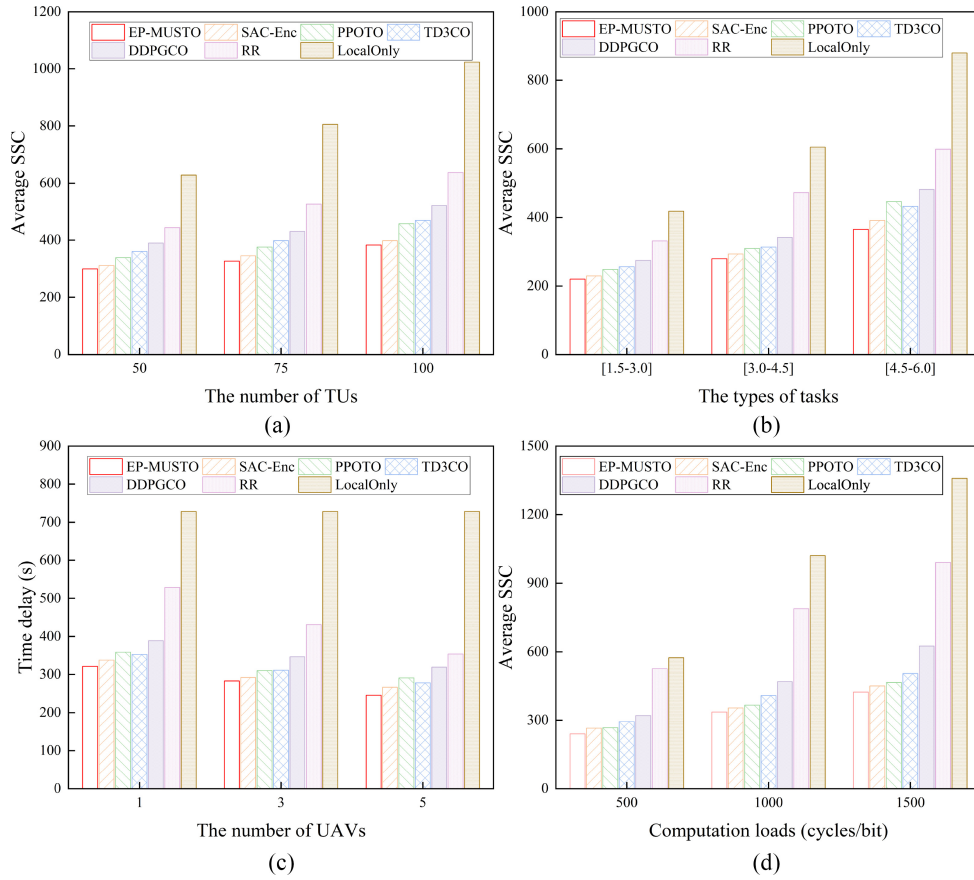 EP-MUSTO SAC-Enc PPOTO TD3CO
DDPGCO RR LocalOnly
Average SSC
1200
1000
800
600
400
200
0
50 75 100
The number of TUs
(a)
EP-MUSTO SAC-Enc PPOTO TD3CO
DDPGCO RR LocalOnly
Average SSC
1000
800
600
400
200
0
[1.5-3.0] [3.0-4.5] [4.5-6.0]
The types of tasks
(b)
EP-MUSTO SAC-Enc PPOTO TD3CO
DDPGCO RR LocalOnly
Time delay (s)
900
800
700
600
500
400
300
200
100
0
1 3 5
The number of UAVs
(c)
EP-MUSTO SAC-Enc PPOTO TD3CO
DDPGCO RR LocalOnly
Average SSC
1500
1200
900
600
300
0
500 1000 1500
Computation loads (cycles/bit)
(d)